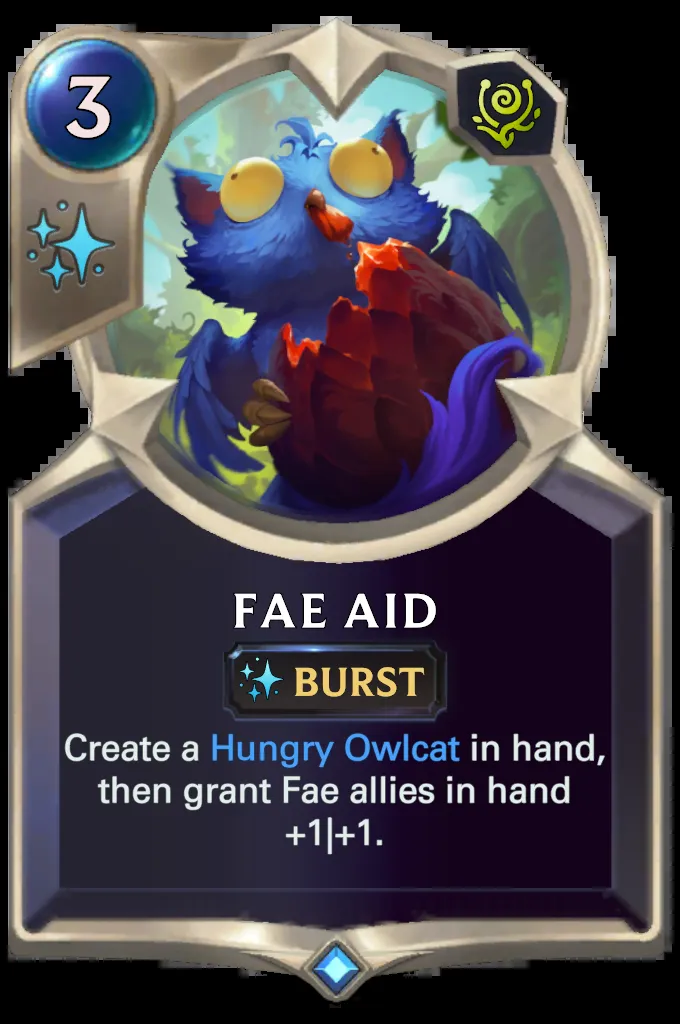 3
FAE AID
BURST
Create a Hungry Owlcat in hand,
then grant Fae allies in hand
+1|+1.